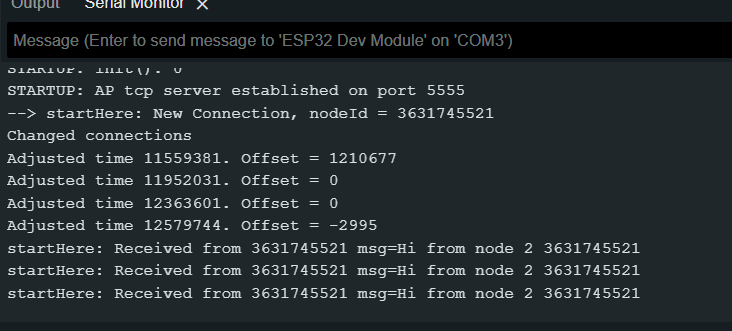 Output Serial Monitor
Message (Enter to send message to 'ESP32 Dev Module' on 'COM3')
STARTUP: init(): 0
STARTUP: AP tcp server established on port 5555
--> startHere: New Connection, nodeId = 3631745521
Changed connections
Adjusted time 11559381. Offset = 1210677
Adjusted time 11952031. Offset = 0
Adjusted time 12363601. Offset = 0
Adjusted time 12579744. Offset = -2995
startHere: Received from 3631745521 msg=Hi from node 2 3631745521
startHere: Received from 3631745521 msg=Hi from node 2 3631745521
startHere: Received from 3631745521 msg=Hi from node 2 3631745521